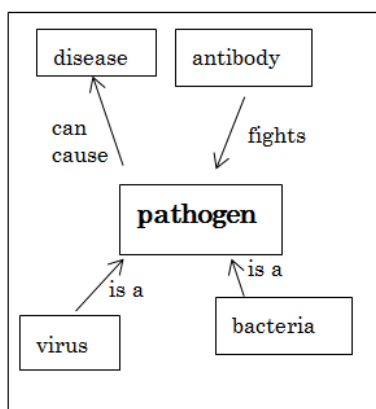 disease
antibody
can
cause
fights
pathogen
is a
is a
virus
bacteria